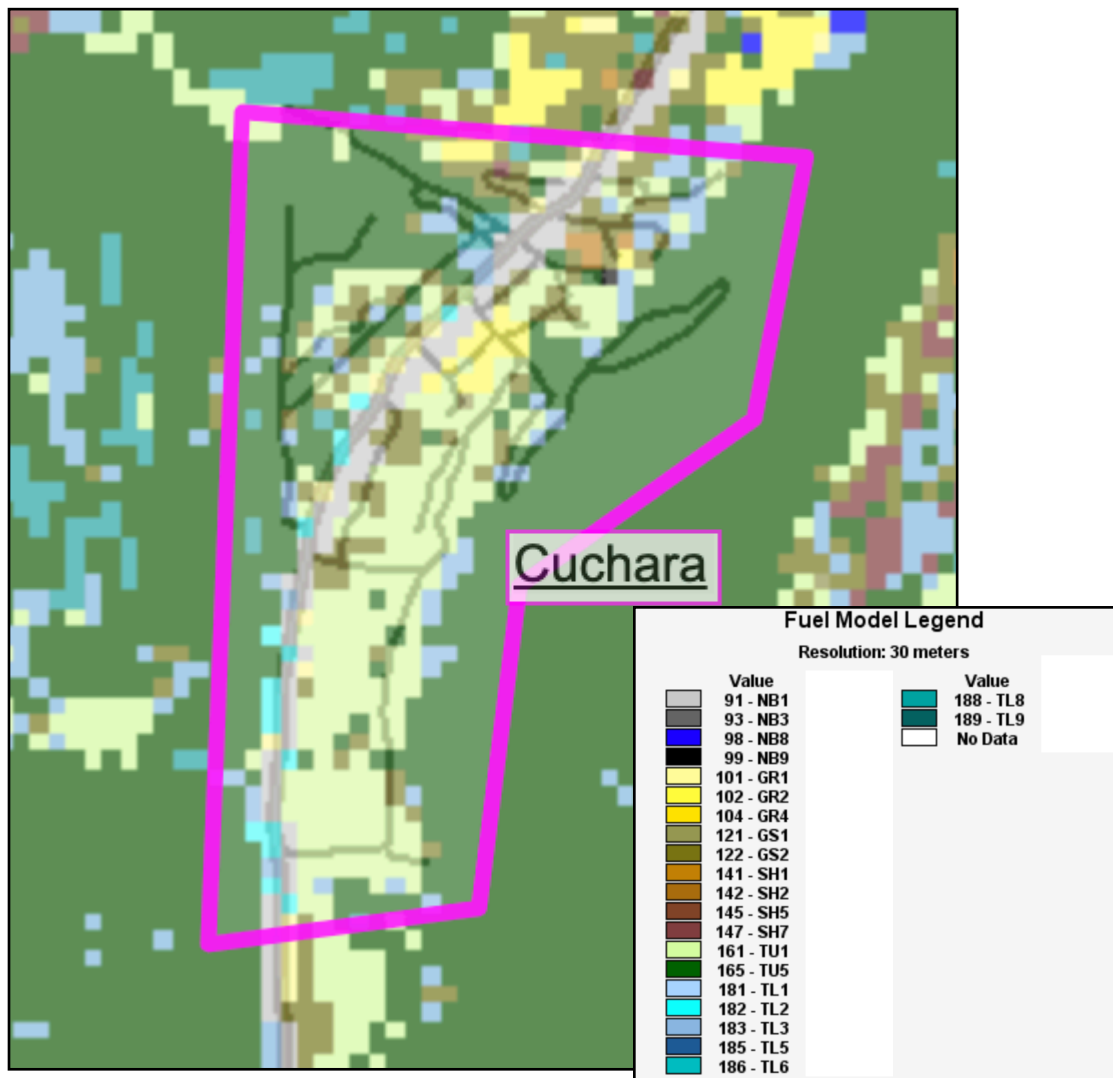 Cuchara
Fuel Model Legend
Resolution: 30 meters
Value
91 - NB1
93 - NB3
98 - NB8
99 - NB9
101 - GR1
102 - GR2
104 - GR4
121 - GS1
122 - GS2
141 - SH1
142 - SH2
145 - SH5
147 - SH7
161 - TU1
165 - TU5
181 - TL1
182 - TL2
183 - TL3
185 - TL5
186 - TL6
Value
188 - TL8
189 - TL9
No Data